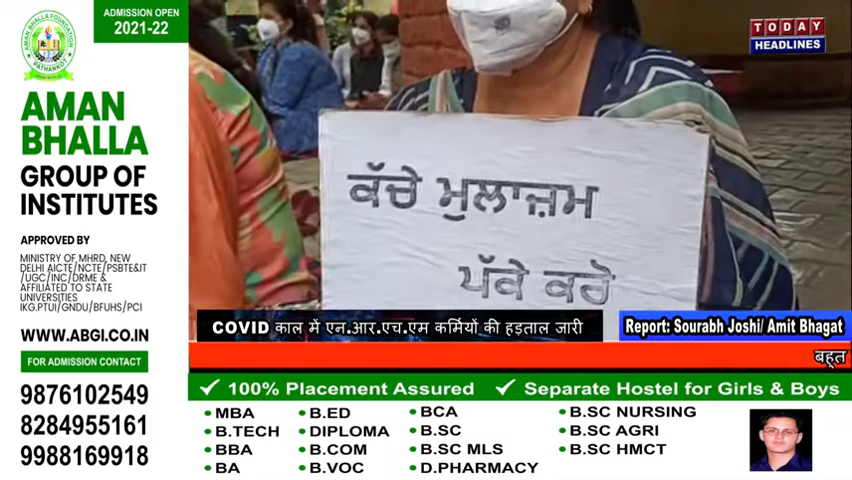 ADMISSION OPEN
2021-22
AMAN BHALLA FOUNDATION
PATHANKOT
AMAN
BHALLA
GROUP OF
INSTITUTES
APPROVED BY
MINISTRY OF MHRD, NEW
DELHI AICTE/NCTE/PSBTE&IT
/UGC/INC/DRME &
AFFILIATED TO STATE
UNIVERSITIES
IKG.PTUI/GNDU/BFUHS/PCI
WWW.ABGI.CO.IN
FOR ADMISSION CONTACT
9876102549
8284955161
9988169918
TODAY
HEADLINES
ਕੱਚੇ ਮੁਲਾਜ਼ਮ
ਪੱਕੇ ਕਰੋ
COVID काल में एन.आर.एच.एम कर्मियों की हड़ताल जारी
Report: Sourabh Joshi/ Amit Bhagat
बहुत
✓ 100% Placement Assured ✓ Separate Hostel for Girls & Boys
• MBA • B.ED • BCA • B.SC NURSING
• B.TECH • DIPLOMA • B.SC • B.SC AGRI
• BBA • B.COM • B.SC MLS • B.SC HMCT
• BA • B.VOC • D.PHARMACY